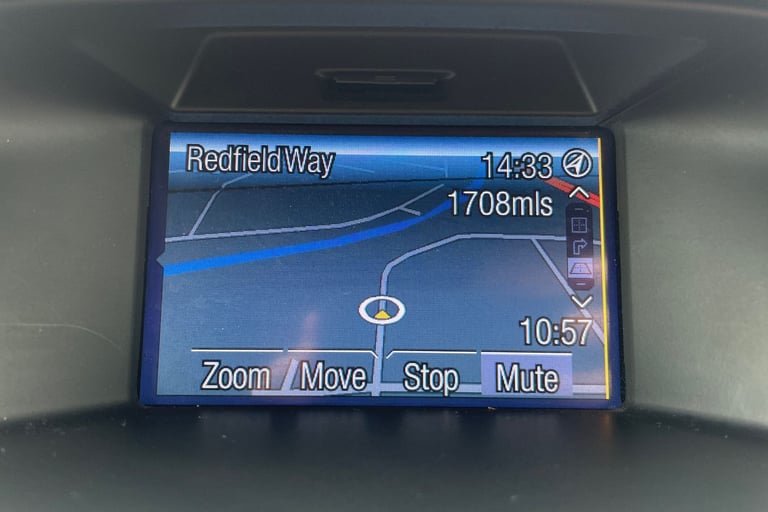 Redfield Way
14:33
1708mls
10:57
Zoom Move Stop Mute